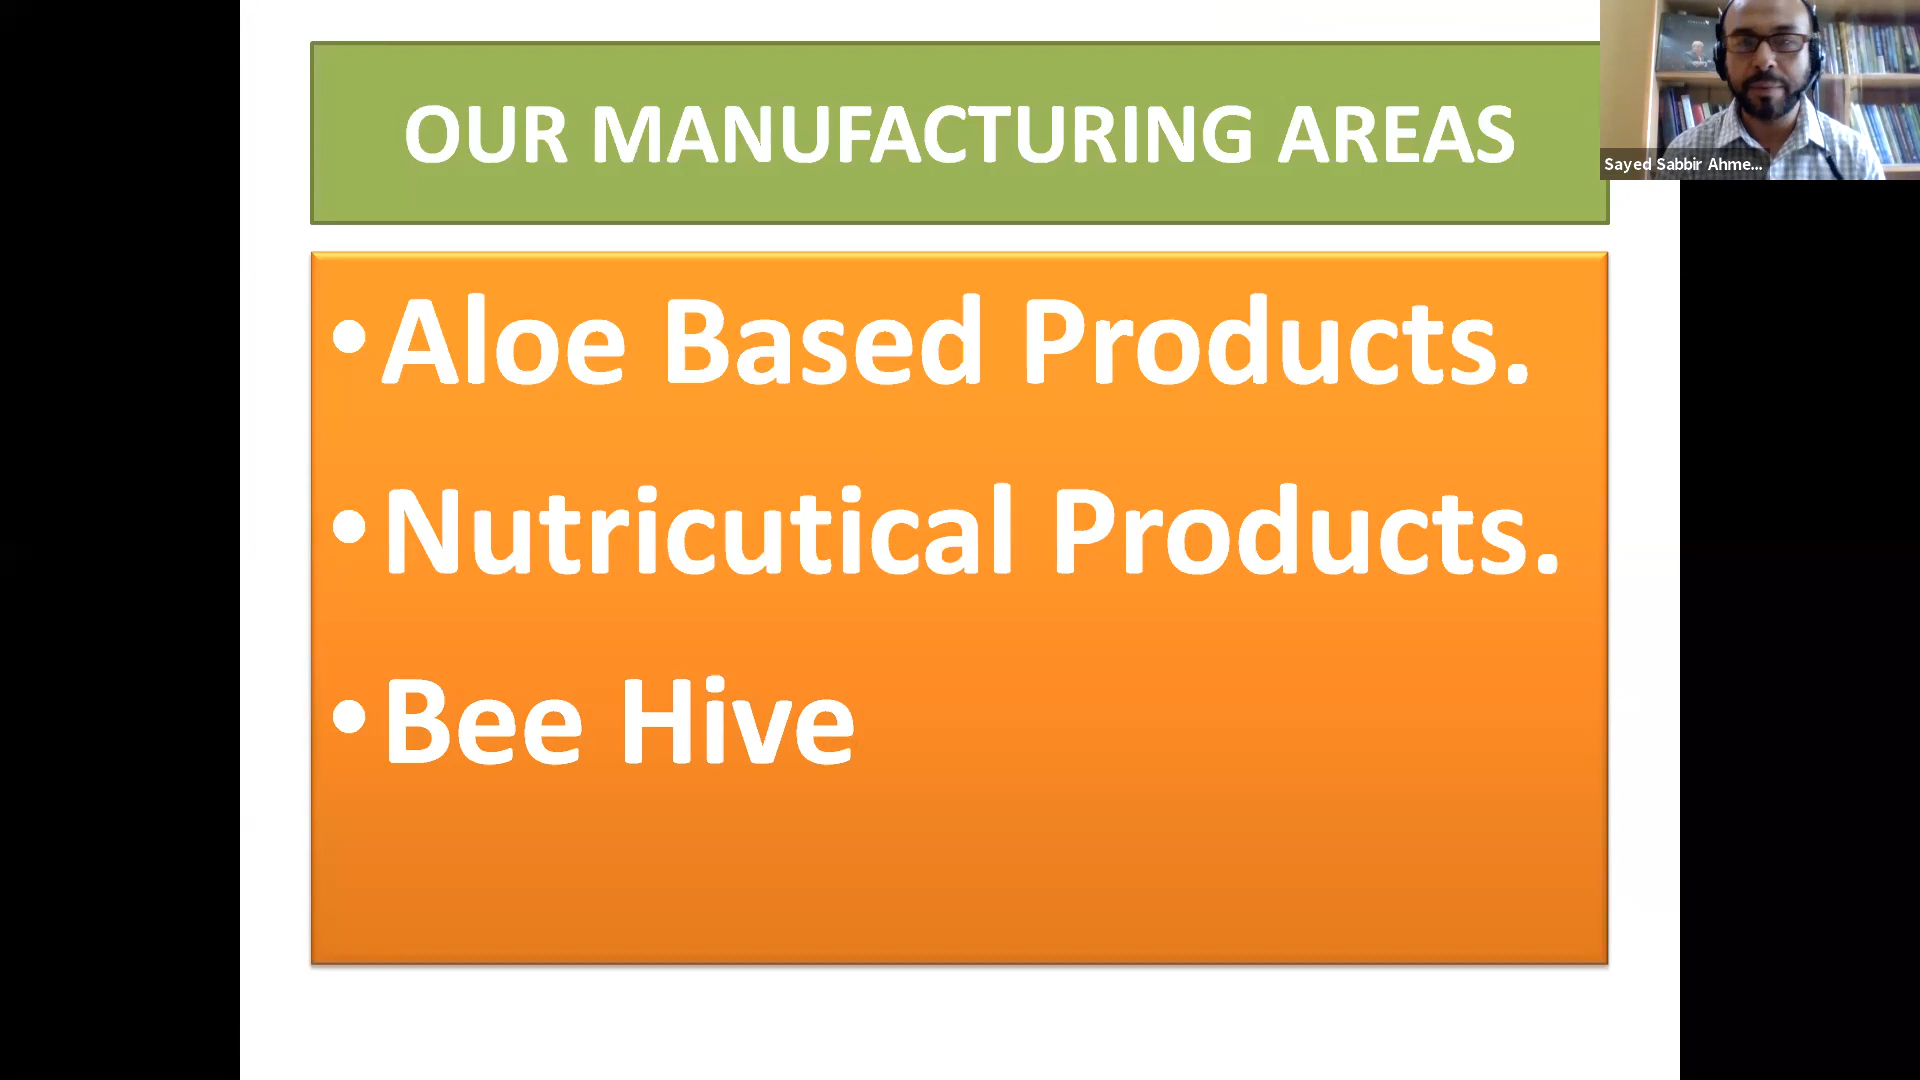 OUR MANUFACTURING AREAS
Sayed Sabbir Ahme...
•Aloe Based Products.
•Nutricutical Products.
•Bee Hive